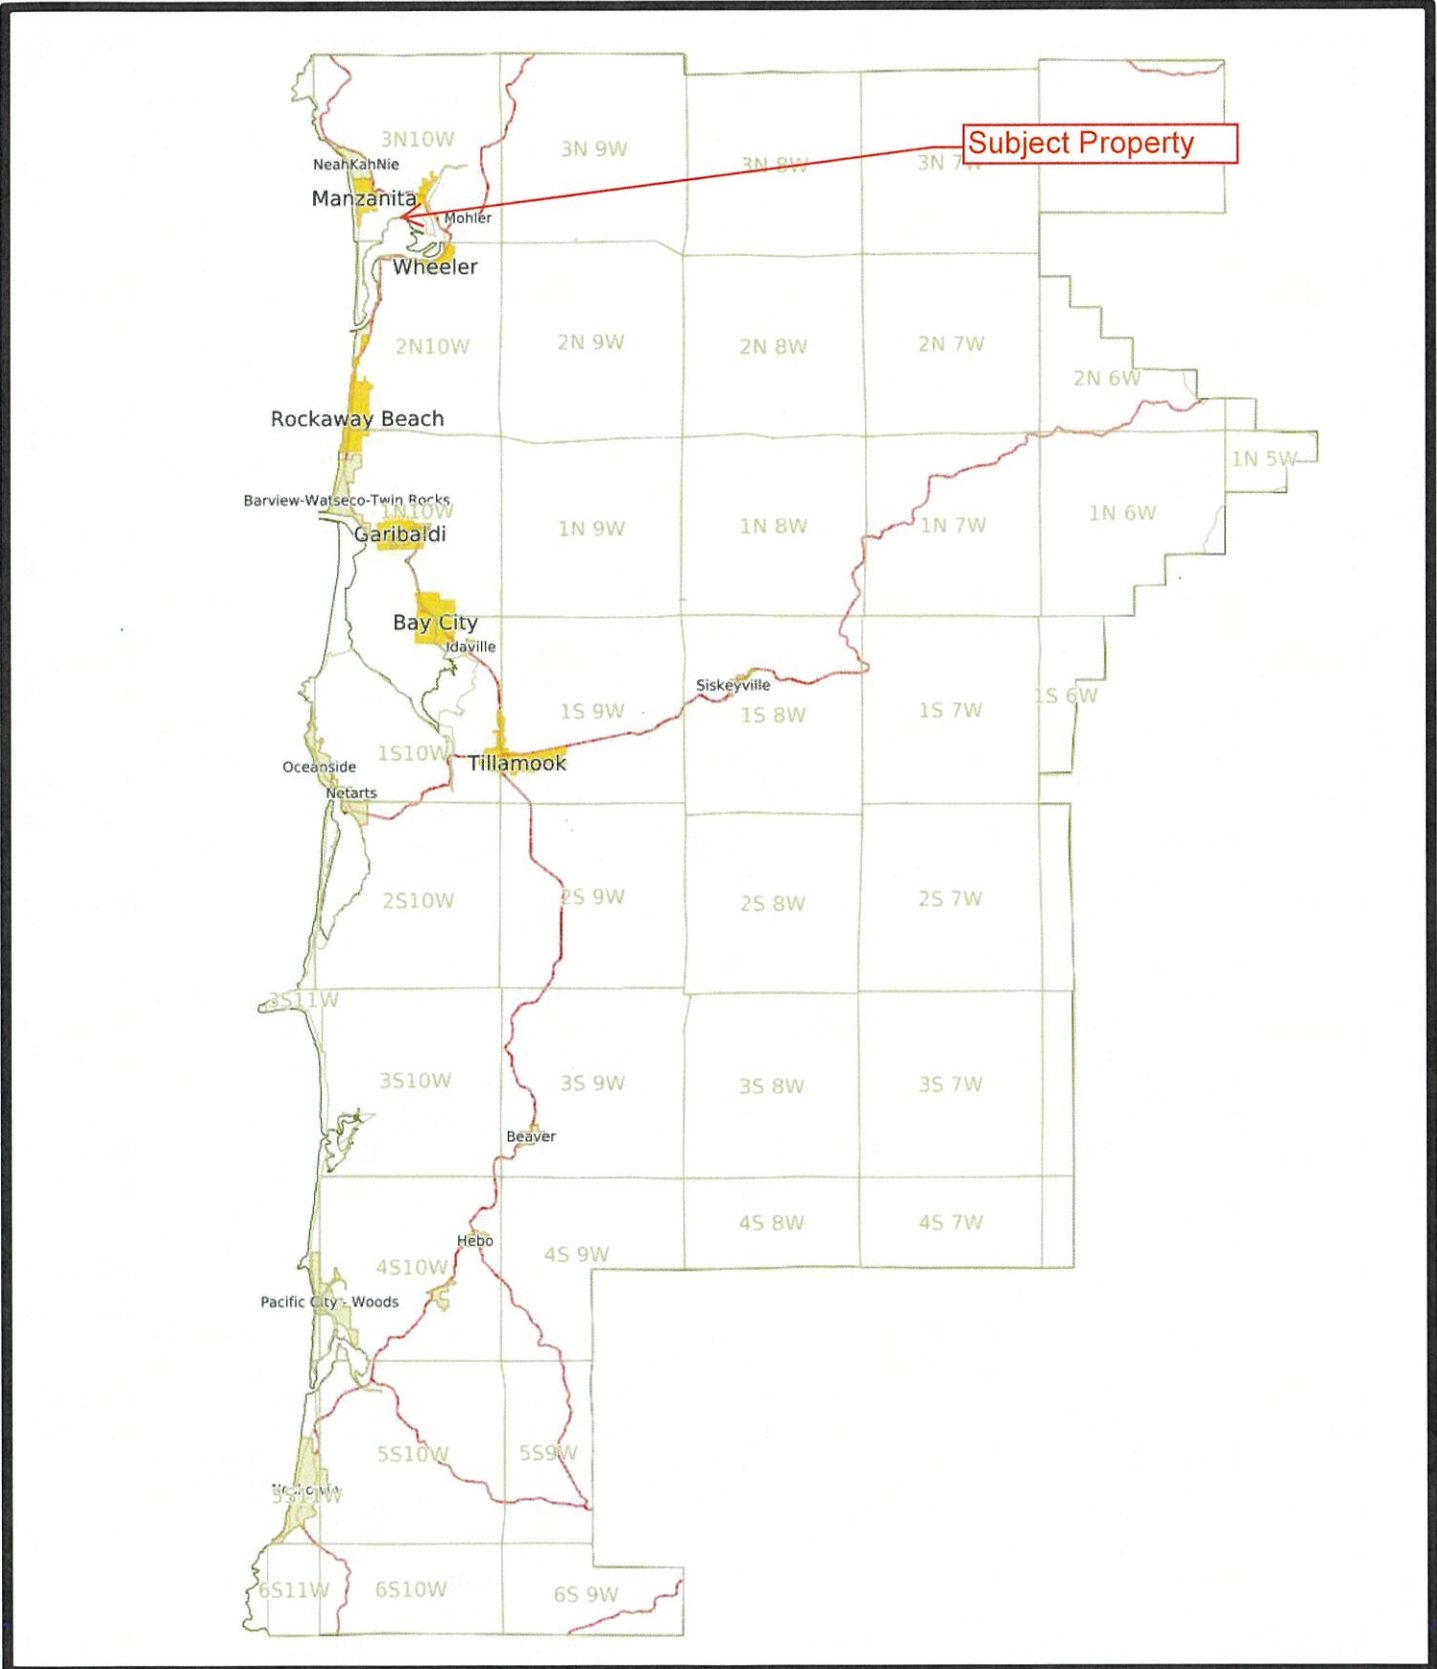 Subject Property
3N10W
3N 9W
3N 8W
3N 7W
NeahKahNie
Manzanita
Mohler
Wheeler
2N10W
2N 9W
2N 8W
2N 7W
2N 6W
Rockaway Beach
1N 5W
Barview-Watseco-Twin Rocks
1N10W
1N 9W
1N 8W
1N 7W
1N 6W
Garibaldi
Bay City
Idaville
Siskeyville
1S 6W
1S 9W
1S 8W
1S 7W
1S10W
Tillamook
Oceanside
Netarts
2S10W
2S 9W
2S 8W
2S 7W
3S11W
3S10W
3S 9W
3S 8W
3S 7W
Beaver
4S 8W
4S 7W
Hebo
4S 9W
4S10W
Pacific City - Woods
5S10W
5S9W
5S11W
6S11W
6S10W
6S 9W